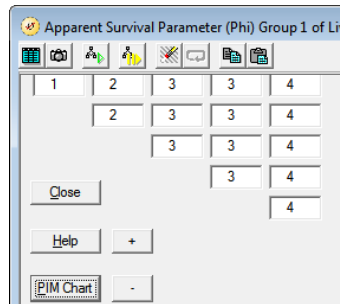 Apparent Survival Parameter (Phi) Group 1 of Li
1 2 3 3 4
2 3 3 4
3 3 4
3 4
Close
4
Help +
PIM Chart -